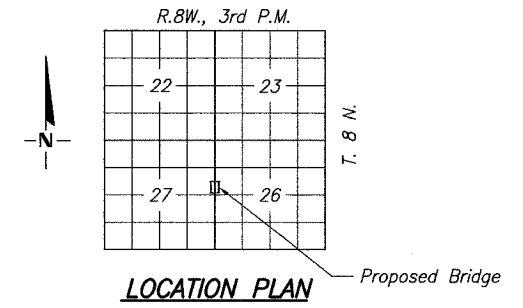 R.8W., 3rd P.M.
22
23
T. 8 N.
N
27
26
Proposed Bridge
LOCATION PLAN